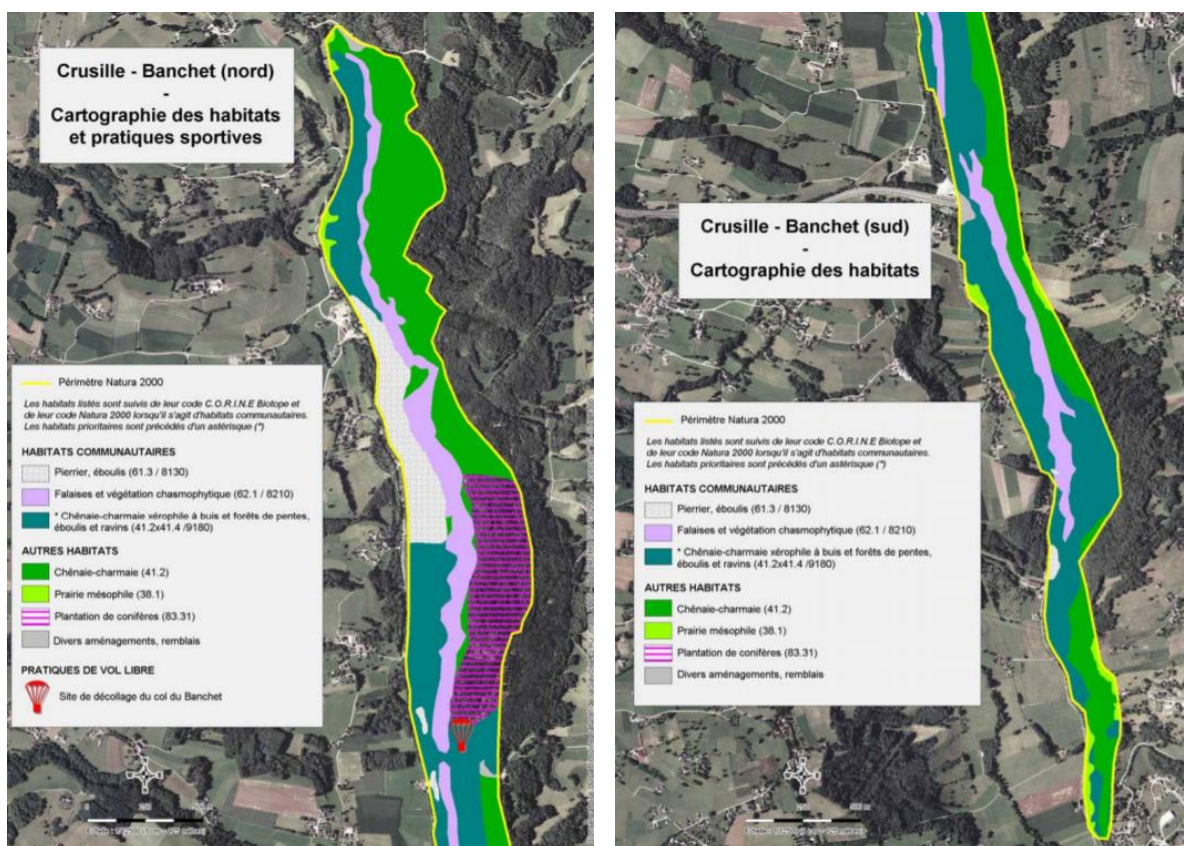 Crusille - Banchet (nord)
-
Cartographie des habitats
et pratiques sportives
Périmètre Natura 2000
Les habitats listés sont suivis de leur code C.O.R.I.N.E Biotope et
de leur code Natura 2000 lorsqu'il s'agit d'habitats communautaires.
Les habitats prioritaires sont précédés d'un astérisque (*)
HABITATS COMMUNAUTAIRES
Pierrier, éboulis (61.3 / 8130)
Falaises et végétation chasmophytique (62.1 / 8210)
* Chênaie-charmaie xérophile à buis et forêts de pentes,
éboulis et ravins (41.2x41.4 /9180)
AUTRES HABITATS
Chênaie-charmaie (41.2)
Prairie mésophile (38.1)
Plantation de conifères (83.31)
Divers aménagements, remblais
PRATIQUES DE VOL LIBRE
Site de décollage du col du Banchet
250
500 m
Crusille - Banchet (sud)
-
Cartographie des habitats
Périmètre Natura 2000
Les habitats listés sont suivis de leur code C.O.R.I.N.E Biotope et
de leur code Natura 2000 lorsqu'il s'agit d'habitats communautaires.
Les habitats prioritaires sont précédés d'un astérisque (*)
HABITATS COMMUNAUTAIRES
Pierrier, éboulis (61.3 / 8130)
Falaises et végétation chasmophytique (62.1 / 8210)
* Chênaie-charmaie xérophile à buis et forêts de pentes,
éboulis et ravins (41.2x41.4 /9180)
AUTRES HABITATS
Chênaie-charmaie (41.2)
Prairie mésophile (38.1)
Plantation de conifères (83.31)
Divers aménagements, remblais
250
500 m